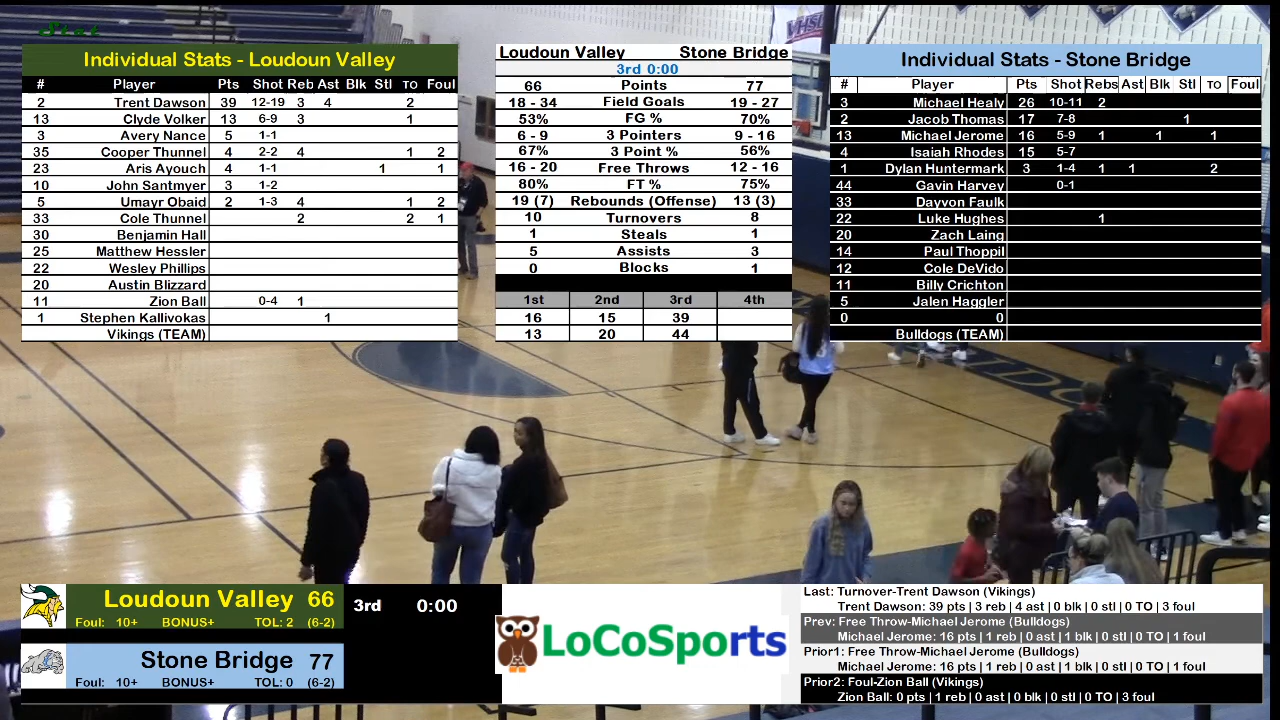 Stat
VHSL
Individual Stats - Loudoun Valley
# Player Pts Shot Reb Ast Blk Stl TO Foul
2 Trent Dawson 39 12-19 3 4 2
13 Clyde Volker 13 6-9 3 1
3 Avery Nance 5 1-1
35 Cooper Thunnel 4 2-2 4 1 2
23 Aris Ayouch 4 1-1 1 1
10 John Santmyer 3 1-2
5 Umayr Obaid 2 1-3 4 1 2
33 Cole Thunnel 2 2 1
30 Benjamin Hall
25 Matthew Hessler
22 Wesley Phillips
20 Austin Blizzard
11 Zion Ball 0-4 1
1 Stephen Kallivokas 1
Vikings (TEAM)
Loudoun Valley Stone Bridge
3rd 0:00
66 Points 77
18 - 34 Field Goals 19 - 27
53% FG % 70%
6 - 9 3 Pointers 9 - 16
67% 3 Point % 56%
16 - 20 Free Throws 12 - 16
80% FT % 75%
19 (7) Rebounds (Offense) 13 (3)
10 Turnovers 8
1 Steals 1
5 Assists 3
0 Blocks 1
1st 2nd 3rd 4th
16 15 39
13 20 44
Individual Stats - Stone Bridge
# Player Pts Shot Rebs Ast Blk Stl TO Foul
3 Michael Healy 26 10-11 2
2 Jacob Thomas 17 7-8 1
13 Michael Jerome 16 5-9 1 1 1
4 Isaiah Rhodes 15 5-7
1 Dylan Huntermark 3 1-4 1 1 2
44 Gavin Harvey 0-1
33 Dayvon Faulk
22 Luke Hughes 1
20 Zach Laing
14 Paul Thoppil
12 Cole DeVido
11 Billy Crichton
5 Jalen Haggler
0 0
Bulldogs (TEAM)
Loudoun Valley 66
Foul: 10+ BONUS+ TOL: 2 (6-2)
3rd 0:00
Stone Bridge 77
Foul: 10+ BONUS+ TOL: 0 (6-2)
LoCoSports
Last: Turnover-Trent Dawson (Vikings)
Trent Dawson: 39 pts | 3 reb | 4 ast | 0 blk | 0 stl | 0 TO | 3 foul
Prev: Free Throw-Michael Jerome (Bulldogs)
Michael Jerome: 16 pts | 1 reb | 0 ast | 1 blk | 0 stl | 0 TO | 1 foul
Prior1: Free Throw-Michael Jerome (Bulldogs)
Michael Jerome: 16 pts | 1 reb | 0 ast | 1 blk | 0 stl | 0 TO | 1 foul
Prior2: Foul-Zion Ball (Vikings)
Zion Ball: 0 pts | 1 reb | 0 ast | 0 blk | 0 stl | 0 TO | 3 foul